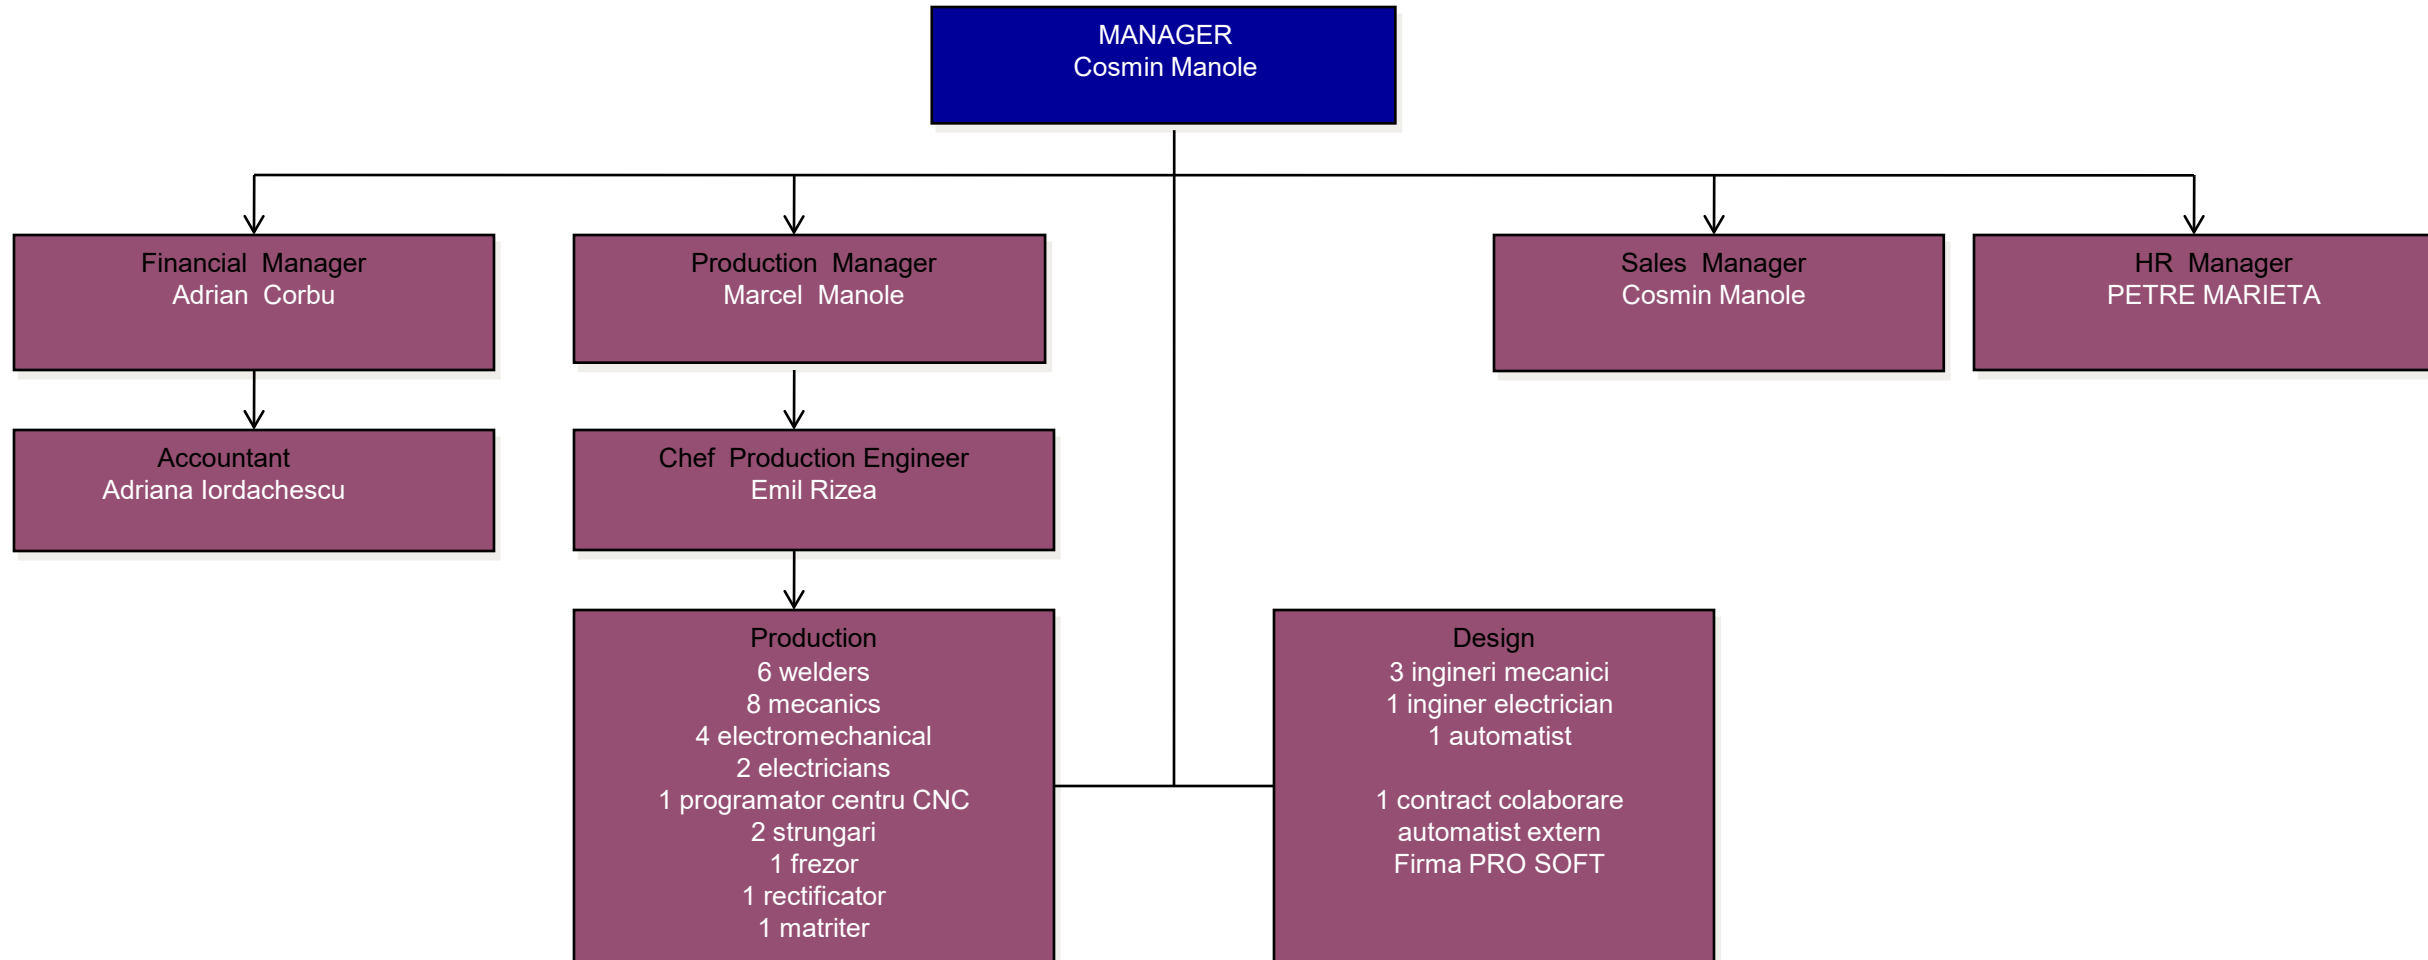 MANAGER
Cosmin Manole
Financial Manager
Adrian Corbu
Production Manager
Marcel Manole
Sales Manager
Cosmin Manole
HR Manager
PETRE MARIETA
Accountant
Adriana Iordachescu
Chef Production Engineer
Emil Rizea
Production
6 welders
8 mecanics
4 electromechanical
2 electricians
1 programator centru CNC
2 strungari
1 frezor
1 rectificator
1 matriter
Design
3 ingineri mecanici
1 inginer electrician
1 automatist
1 contract colaborare
automatist extern
Firma PRO SOFT